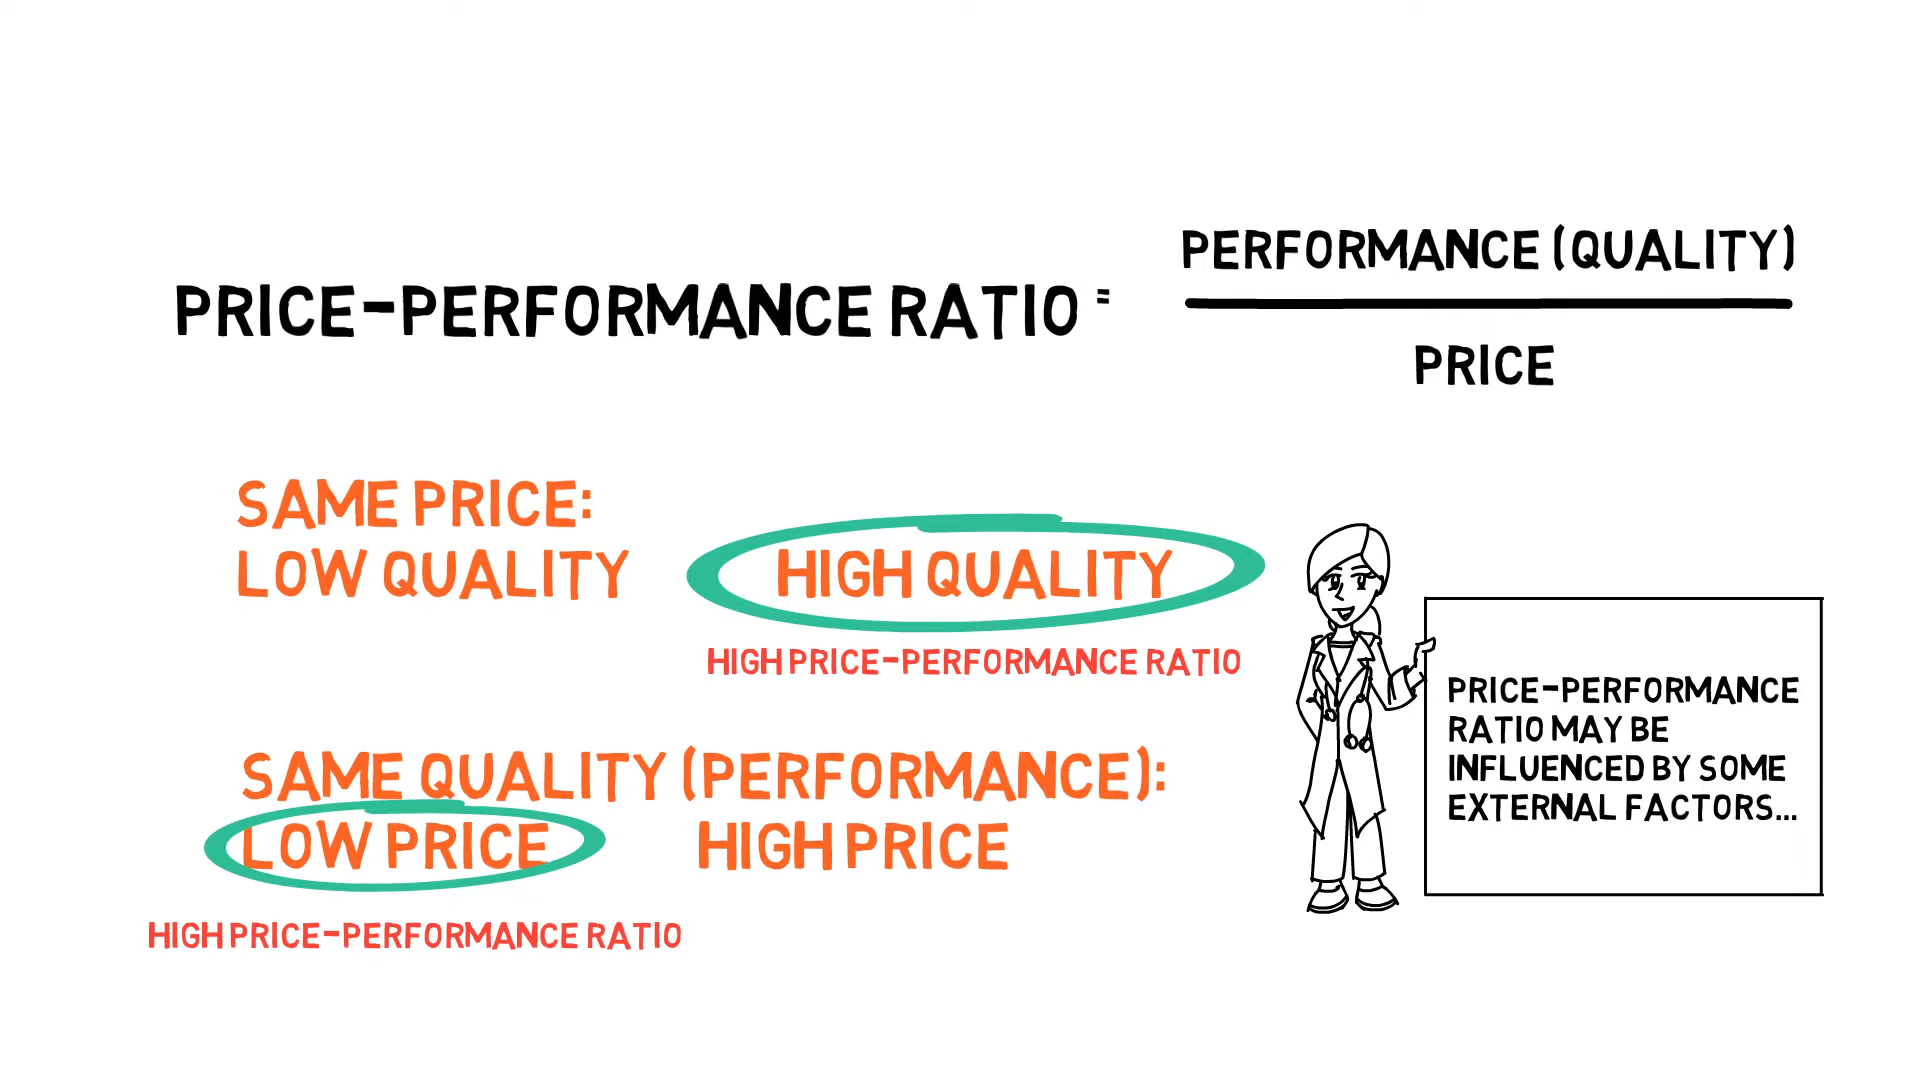 PERFORMANCE (QUALITY)
PRICE-PERFORMANCE RATIO =
PRICE
SAME PRICE:
LOW QUALITY
HIGH QUALITY
HIGH PRICE-PERFORMANCE RATIO
SAME QUALITY (PERFORMANCE):
LOW PRICE
HIGH PRICE
HIGH PRICE-PERFORMANCE RATIO
PRICE-PERFORMANCE
RATIO MAY BE
INFLUENCED BY SOME
EXTERNAL FACTORS...